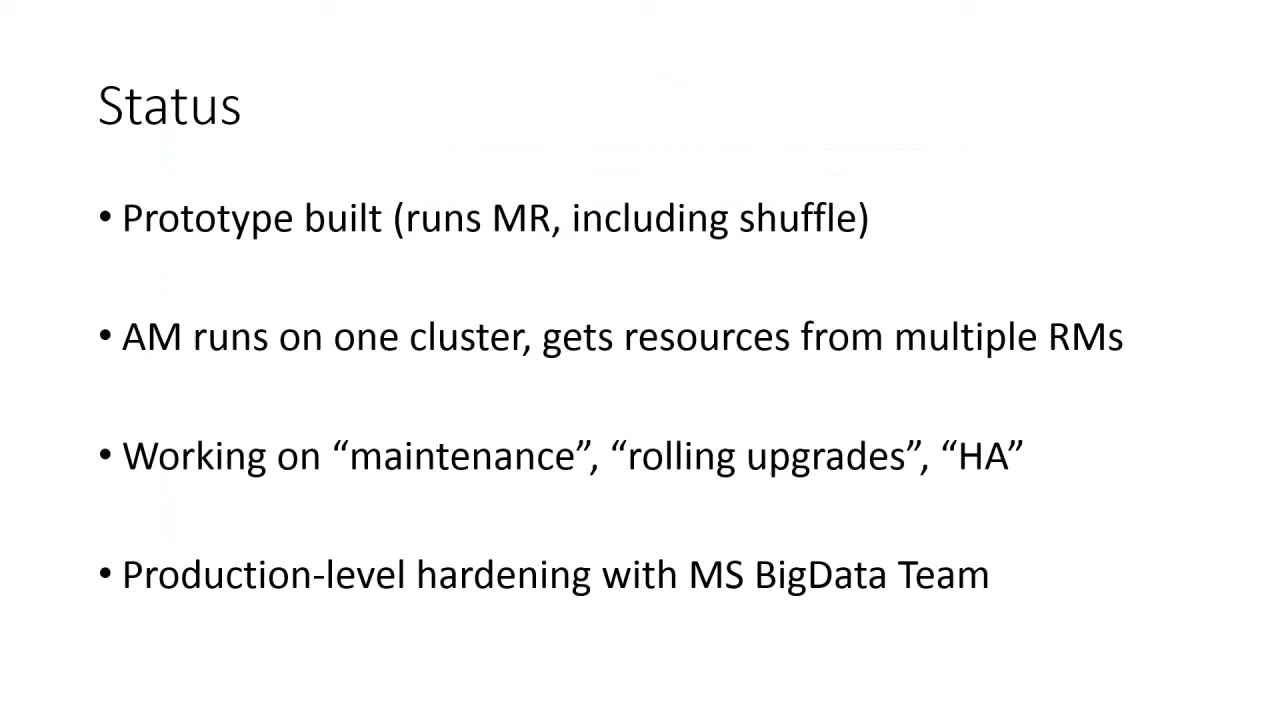 Status
• Prototype built (runs MR, including shuffle)
• AM runs on one cluster, gets resources from multiple RMs
• Working on “maintenance”, “rolling upgrades”, “HA”
• Production-level hardening with MS BigData Team